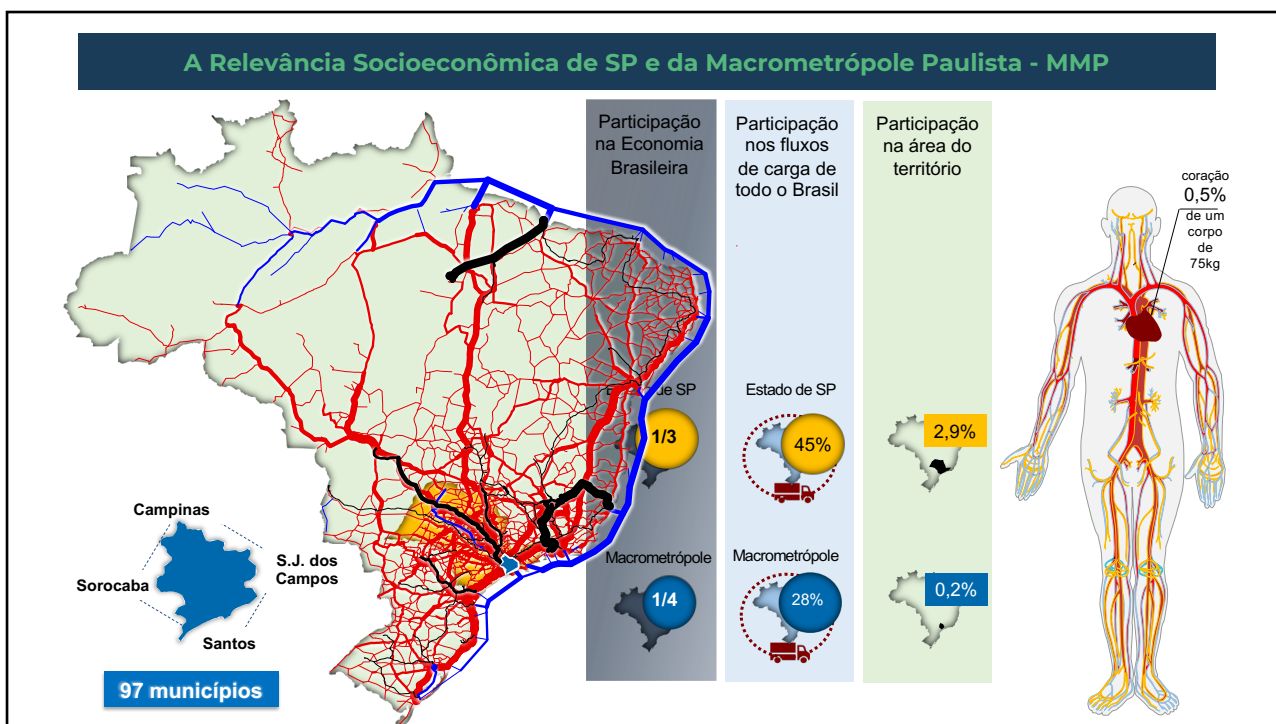 A Relevância Socioeconômica de SP e da Macrometrópole Paulista - MMP
Participação
na Economia
Brasileira
Participação
nos fluxos
de carga de
todo o Brasil
Participação
na área do
território
coração
0,5%
de um
corpo
de
75kg
de SP
1/3
Estado de SP
45%
2,9%
Campinas
Sorocaba
S.J. dos
Campos
Santos
97 municípios
Macrometrópole
1/4
Macrometrópole
28%
0,2%